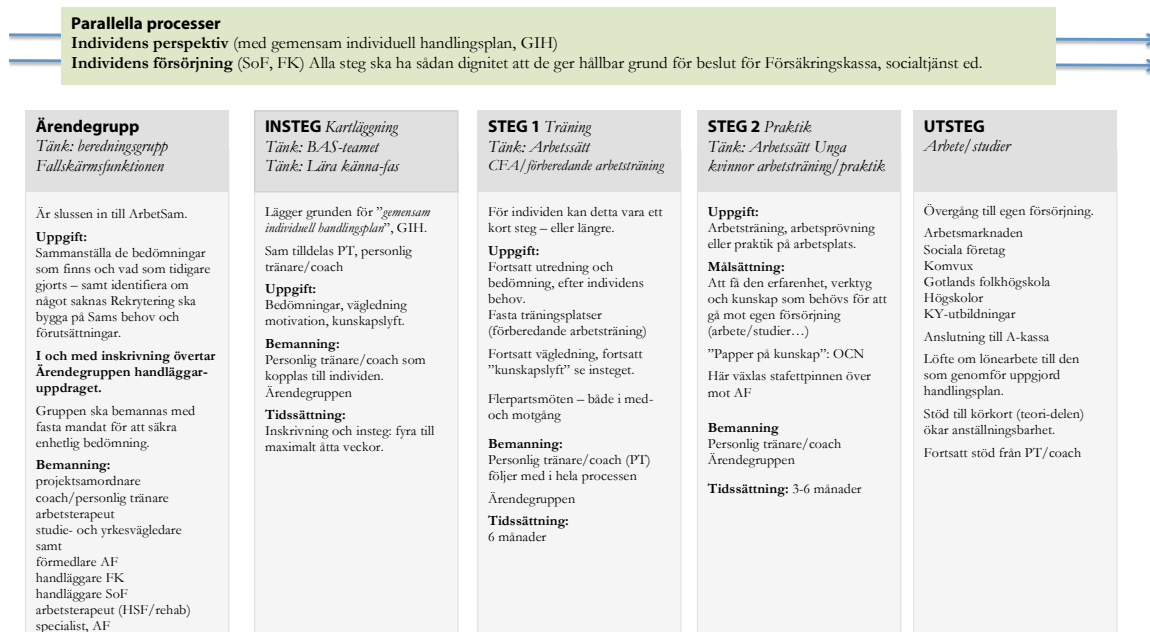 Parallella processer
Individens perspektiv (med gemensam individuell handlingsplan, GIH)
Individens försörjning (SoF, FK) Alla steg ska ha sådan dignitet att de ger hållbar grund för beslut för Försäkringskassa, socialtjänst ed.
Ärendegrupp
Tänk: beredningsgrupp
Fallskärmsfunktionen
Är slussen in till ArbetSam.
Uppgift:
Sammanställa de bedömningar
som finns och vad som tidigare
gjorts – samt identifiera om
något saknas Rekrytering ska
bygga på Sams behov och
förutsättningar.
I och med inskrivning övertar
Ärendegruppen handläggar-
uppdraget.
Gruppen ska bemannas med
fasta mandat för att säkra
enhetlig bedömning.
Bemanning:
projektsamordnare
coach/personlig tränare
arbetsterapeut
studie- och yrkesvägledare
samt
förmedlare AF
handläggare FK
handläggare SoF
arbetsterapeut (HSF/rehab)
specialist, AF
INSTEG Kartläggning
Tänk: BAS-teamet
Tänk: Lära känna-fas
Lägger grunden för ”gemensam
individuell handlingsplan”, GIH.
Sam tilldelas PT, personlig
tränare/coach
Uppgift:
Bedömningar, vägledning
motivation, kunskapslyft.
Bemanning:
Personlig tränare/coach som
kopplas till individen.
Ärendegruppen
Tidssättning:
Inskrivning och insteg: fyra till
maximalt åtta veckor.
STEG 1 Träning
Tänk: Arbetssätt
CFA/förberedande arbetsträning
För individen kan detta vara ett
kort steg – eller längre.
Uppgift:
Fortsatt utredning och
bedömning, efter individens
behov.
Fasta träningsplatser
(förberedande arbetsträning)
Fortsatt vägledning, fortsatt
”kunskapslyft” se insteget.
Flerpartsmöten – både i med-
och motgång
Bemanning:
Personlig tränare/coach (PT)
följer med i hela processen
Ärendegruppen
Tidssättning:
6 månader
STEG 2 Praktik
Tänk: Arbetssätt Unga
kvinnor arbetsträning/praktik
Uppgift:
Arbetsträning, arbetsprövning
eller praktik på arbetsplats.
Målsättning:
Att få den erfarenhet, verktyg
och kunskap som behövs för att
gå mot egen försörjning
(arbete/studier…)
”Papper på kunskap”: OCN
Här växlas stafettpinnen över
mot AF
Bemanning
Personlig tränare/coach
Ärendegruppen
Tidssättning: 3-6 månader
UTSTEG
Arbete/studier
Övergång till egen försörjning.
Arbetsmarknaden
Sociala företag
Komvux
Gotlands folkhögskola
Högskolor
KY-utbildningar
Anslutning till A-kassa
Löfte om lönearbete till den
som genomför uppgjord
handlingsplan.
Stöd till körkort (teori-delen)
ökar anställningsbarhet.
Fortsatt stöd från PT/coach